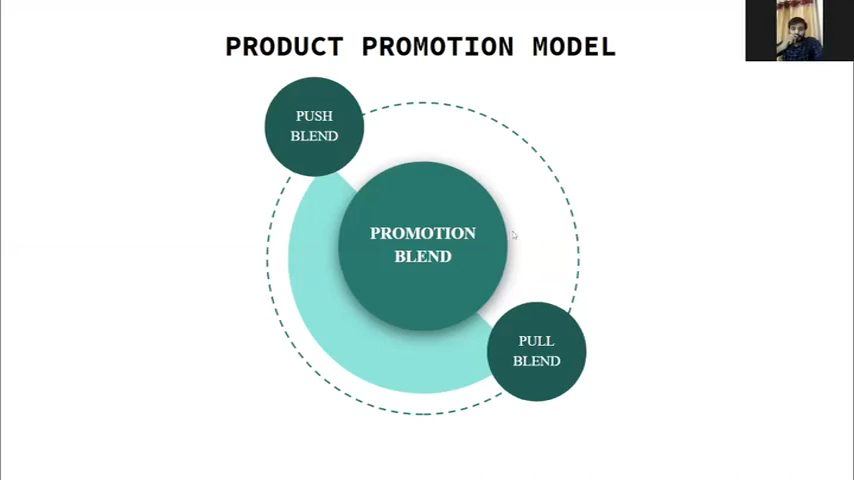 PRODUCT PROMOTION MODEL
PUSH
BLEND
PROMOTION
BLEND
PULL
BLEND